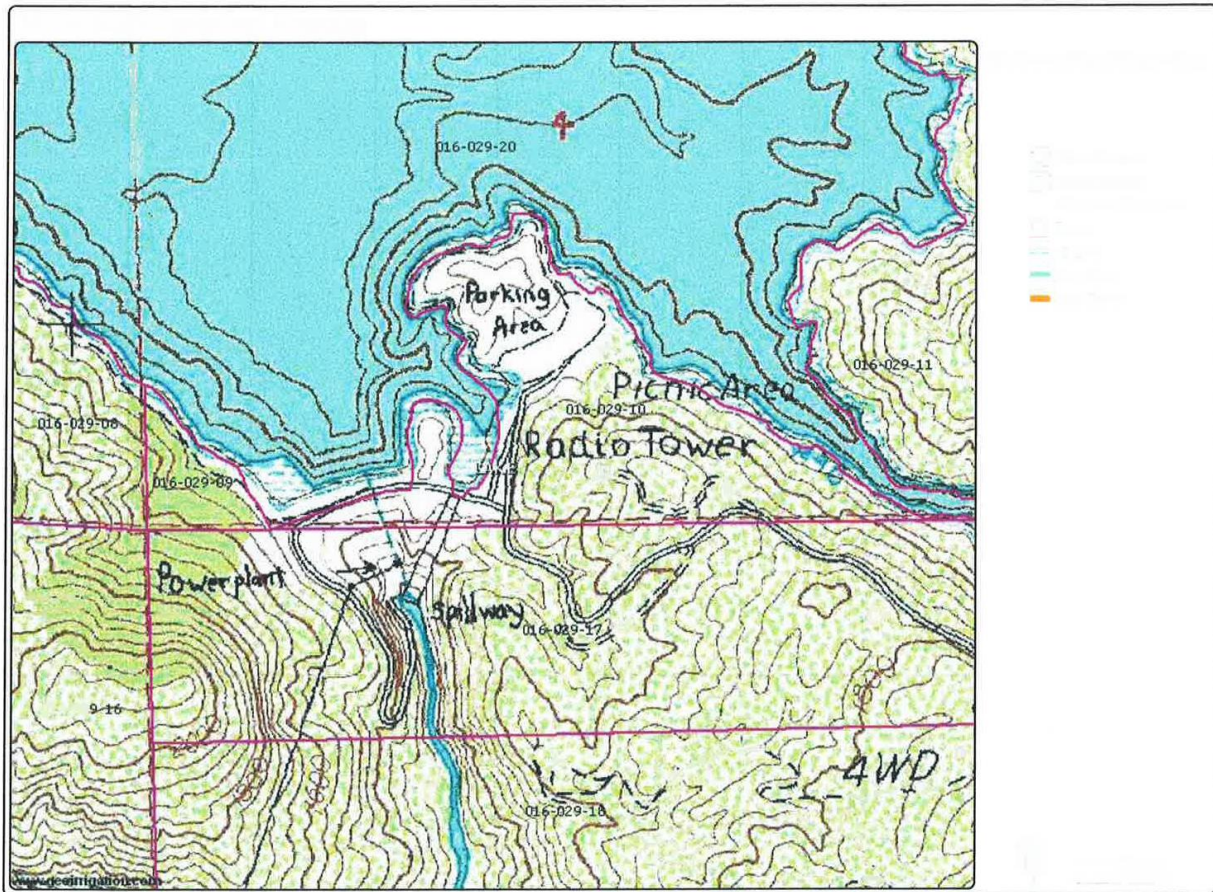 4
016-029-20
Parking
Area
016-029-11
Picnic Area
016-029-10
016-029-08
Radio Tower
016-029-09
Powerplant
Spillway
016-029-17
9-16
4WD
016-029-18
www.geoirrigation.com